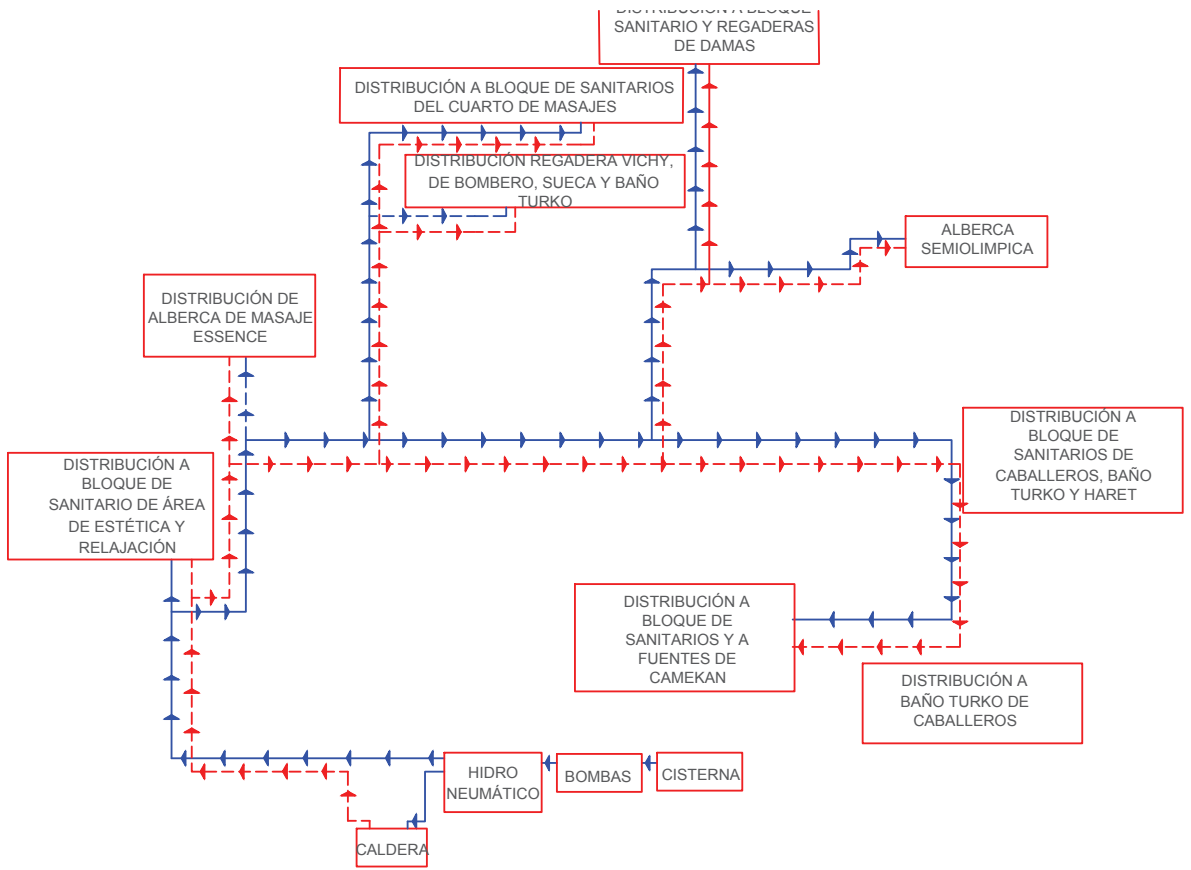 DISTRIBUCIÓN A BLOQUE
SANITARIO Y REGADERAS
DE DAMAS
DISTRIBUCIÓN A BLOQUE DE SANITARIOS
DEL CUARTO DE MASAJES
DISTRIBUCIÓN REGADERA VICHY,
DE BOMBERO, SUECA Y BAÑO
TURKO
ALBERCA
SEMIOLIMPICA
DISTRIBUCIÓN DE
ALBERCA DE MASAJE
ESSENCE
DISTRIBUCIÓN A
BLOQUE DE
SANITARIOS DE
CABALLEROS, BAÑO
TURKO Y HARET
DISTRIBUCIÓN A
BLOQUE DE
SANITARIO DE ÁREA
DE ESTÉTICA Y
RELAJACIÓN
DISTRIBUCIÓN A
BLOQUE DE
SANITARIOS Y A
FUENTES DE
CAMEKAN
DISTRIBUCIÓN A
BAÑO TURKO DE
CABALLEROS
HIDRO
NEUMÁTICO
BOMBAS
CISTERNA
CALDERA